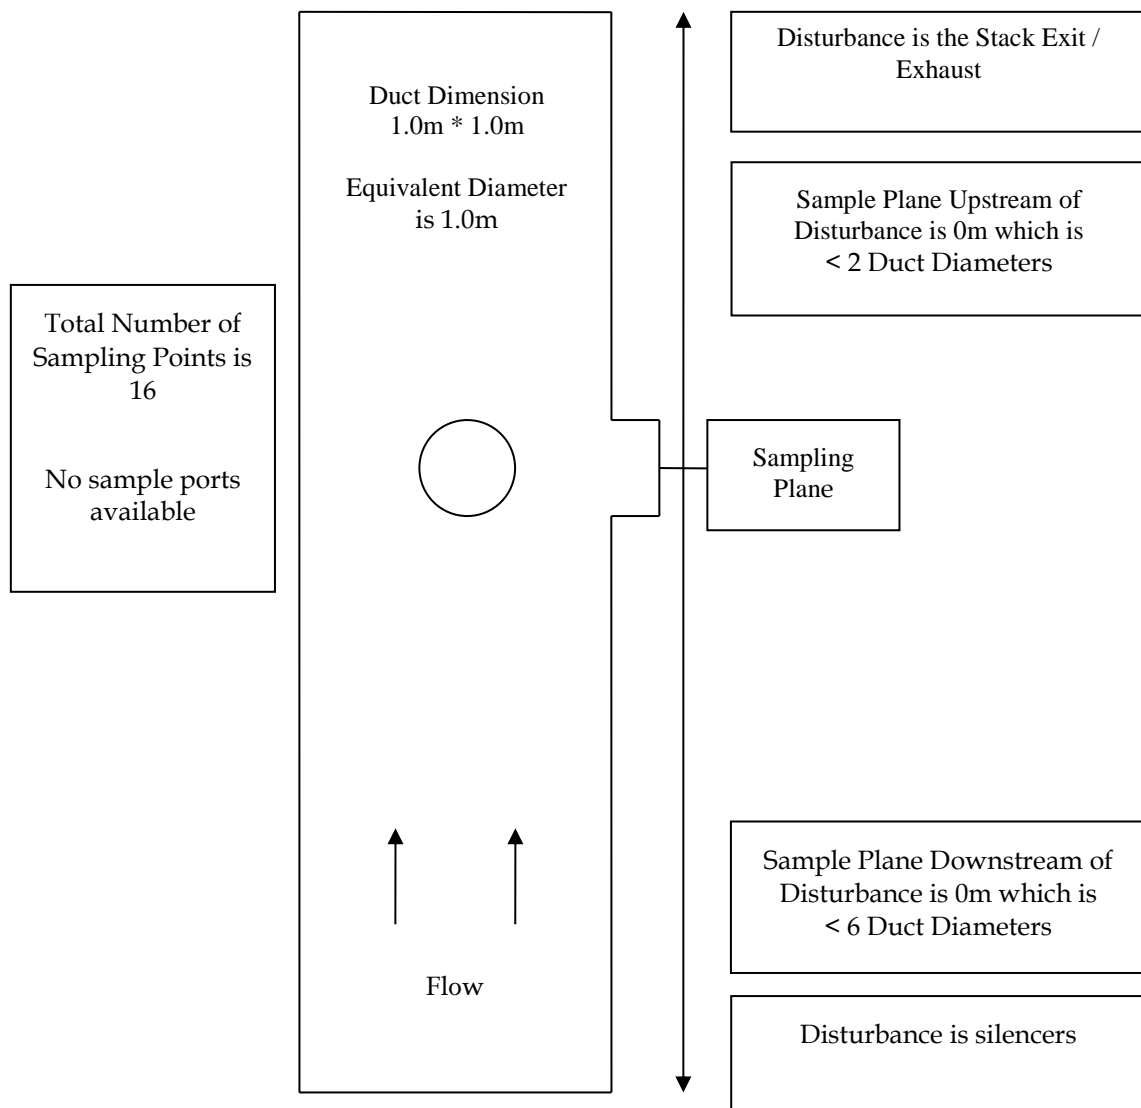 Disturbance is the Stack Exit /
Exhaust
Duct Dimension
1.0m * 1.0m
Equivalent Diameter
is 1.0m
Sample Plane Upstream of
Disturbance is 0m which is
< 2 Duct Diameters
Total Number of
Sampling Points is
16
No sample ports
available
Sampling
Plane
Sample Plane Downstream of
Disturbance is 0m which is
< 6 Duct Diameters
Flow
Disturbance is silencers